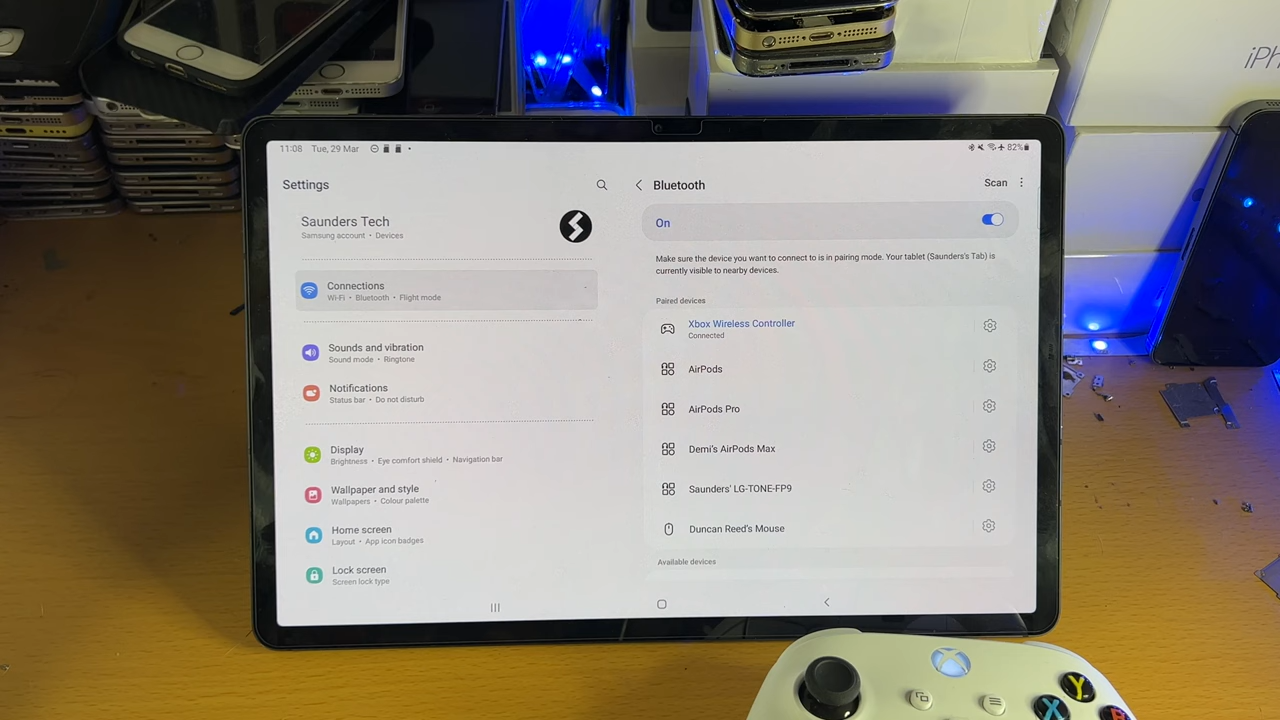 iPh
11:08 Tue, 29 Mar
82%
Settings
Saunders Tech
Samsung account • Devices
Connections
Wi-Fi • Bluetooth • Flight mode
Sounds and vibration
Sound mode • Ringtone
Notifications
Status bar • Do not disturb
Display
Brightness • Eye comfort shield • Navigation bar
Wallpaper and style
Wallpapers • Colour palette
Home screen
Layout • App icon badges
Lock screen
Screen lock type
Bluetooth
Scan
On
Make sure the device you want to connect to is in pairing mode. Your tablet (Saunders's Tab) is
currently visible to nearby devices.
Paired devices
Xbox Wireless Controller
Connected
AirPods
AirPods Pro
Demi's AirPods Max
Saunders' LG-TONE-FP9
Duncan Reed's Mouse
Available devices
Y
X
B